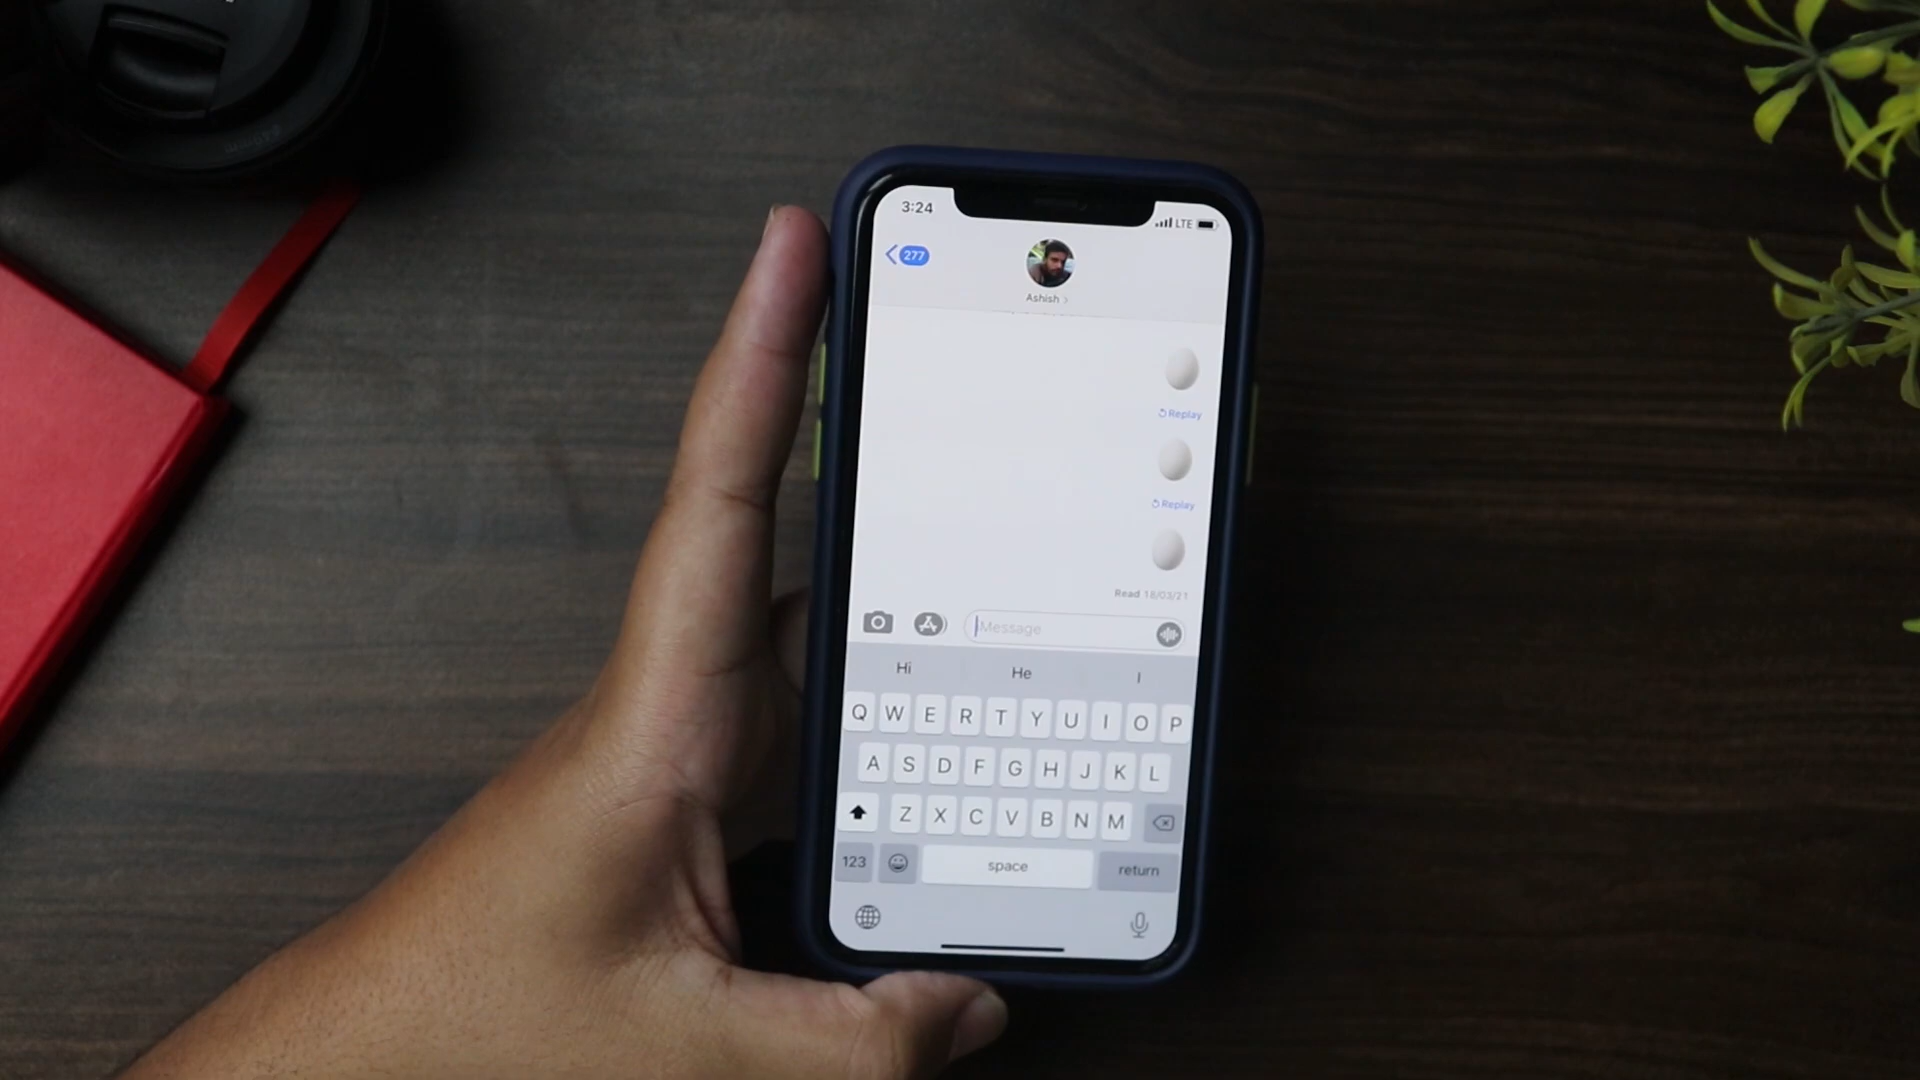 3:24
LTE
277
Ashish
Replay
Replay
Read 18/03/21
Message
Hi He I
Q W E R T Y U I O P
A S D F G H J K L
Z X C V B N M
123 space return